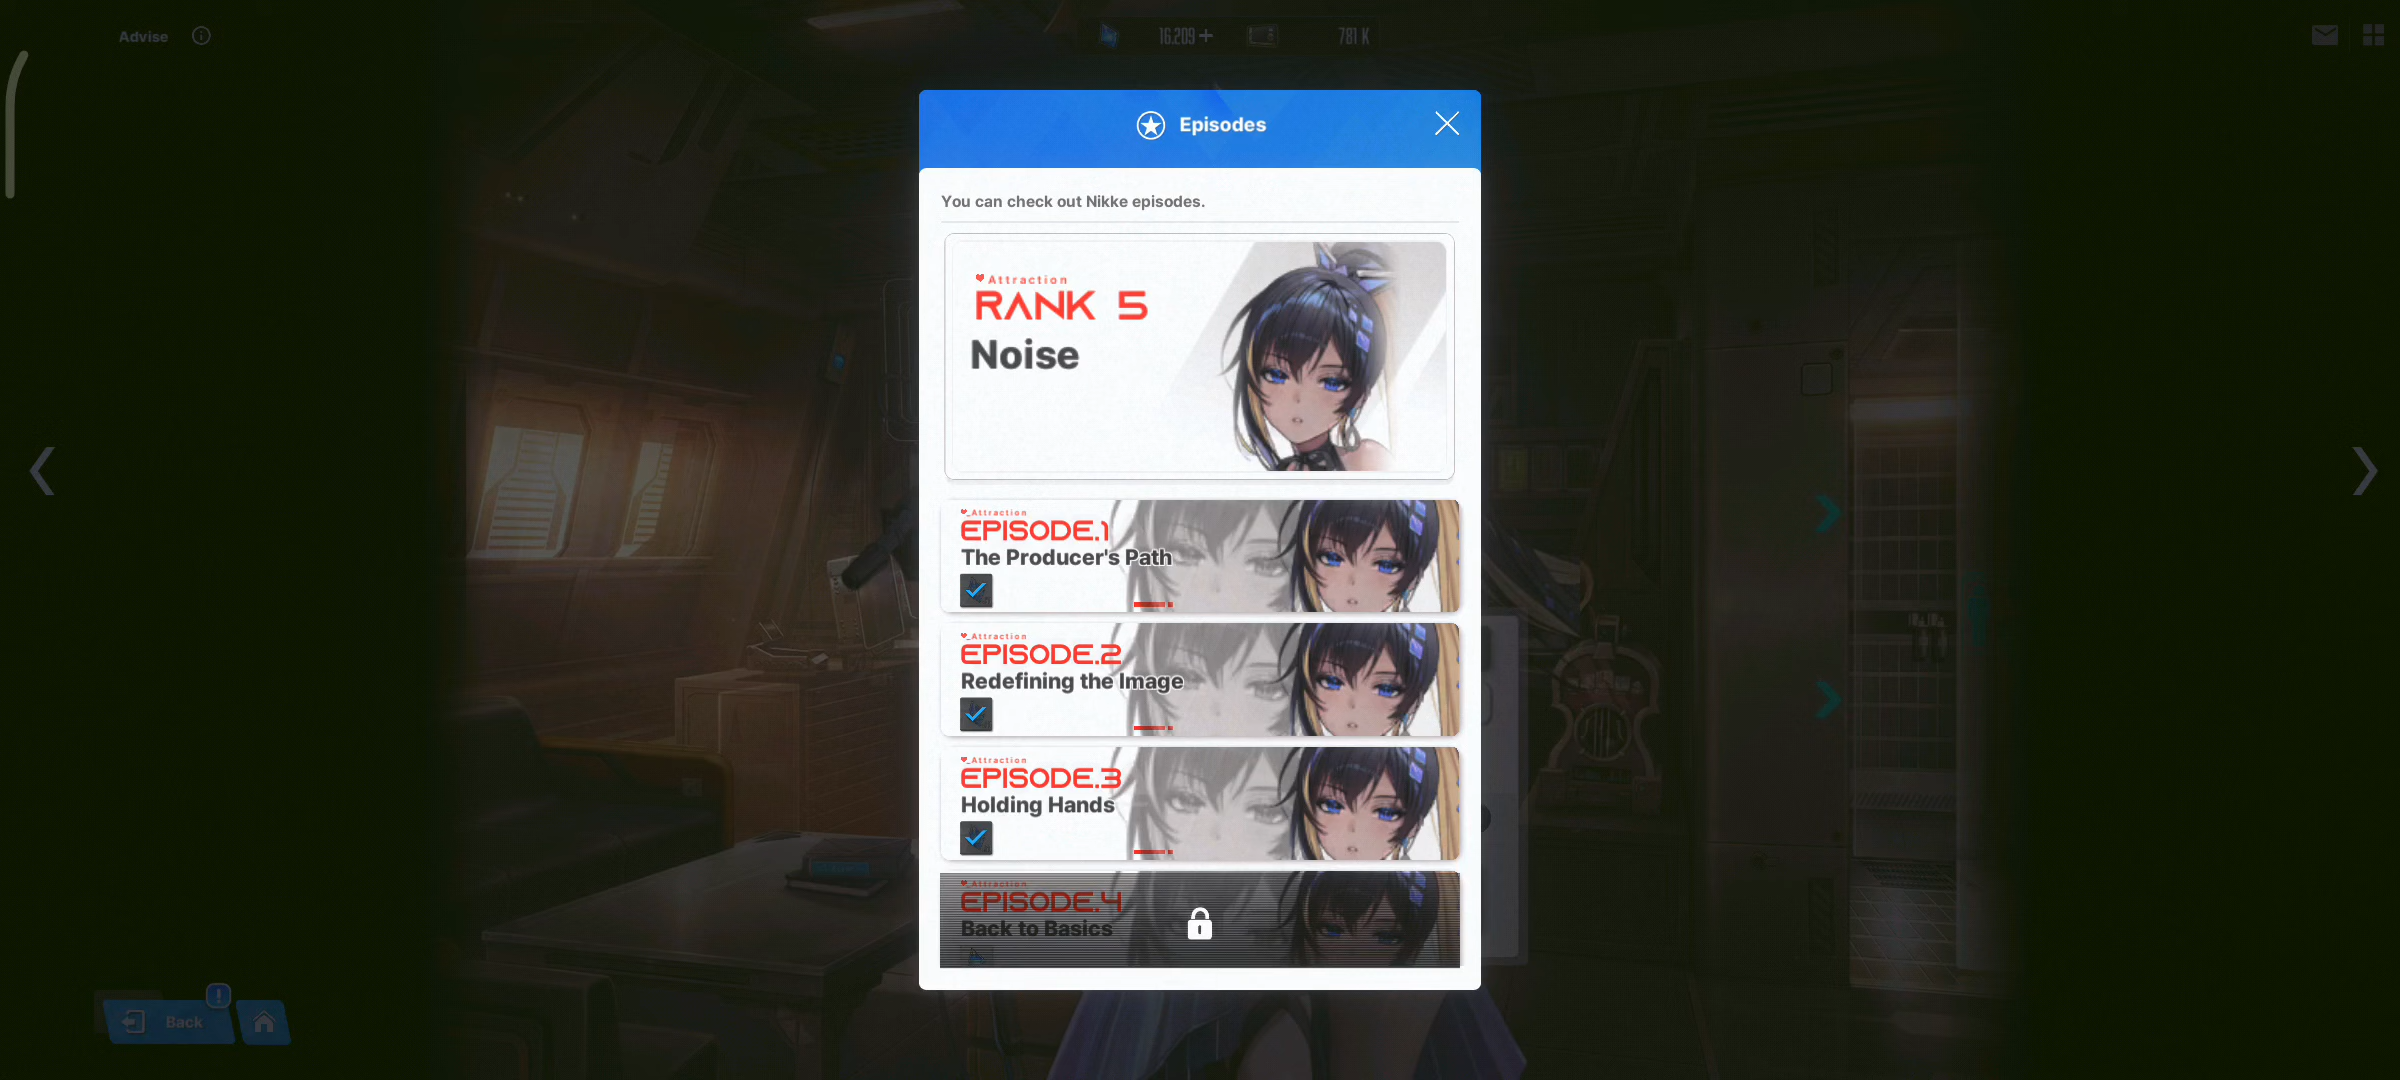 Advise
16,209
781 K
Episodes
You can check out Nikke episodes.
Attraction
RANK 5
Noise
Attraction
EPISODE.1
The Producer's Path
Attraction
EPISODE.2
Redefining the Image
Attraction
EPISODE.3
Holding Hands
Attraction
EPISODE.4
Back to Basics
Back